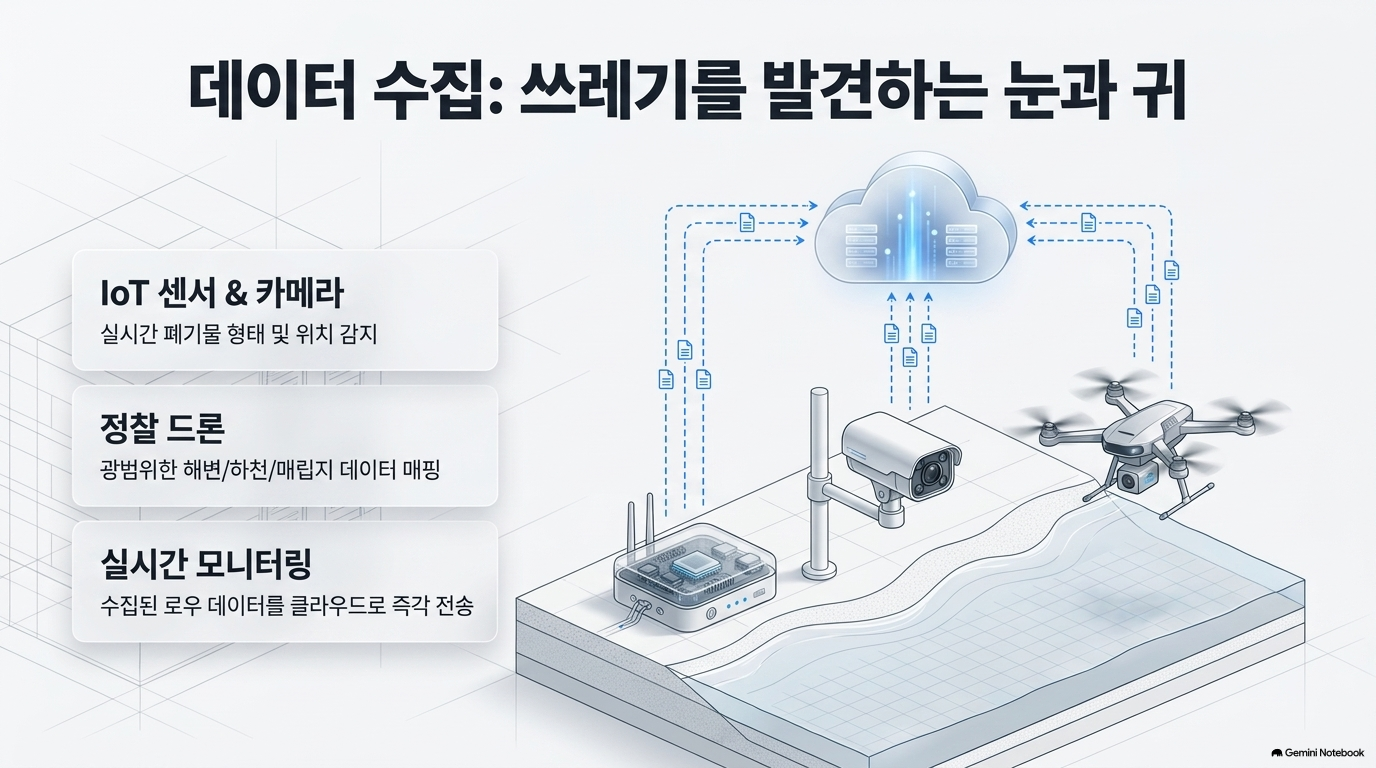 데이터 수집: 쓰레기를 발견하는 눈과 귀
IoT 센서 & 카메라
실시간 폐기물 형태 및 위치 감지
정찰 드론
광범위한 해변/하천/매립지 데이터 매핑
실시간 모니터링
수집된 로우 데이터를 클라우드로 즉각 전송
Gemini Notebook